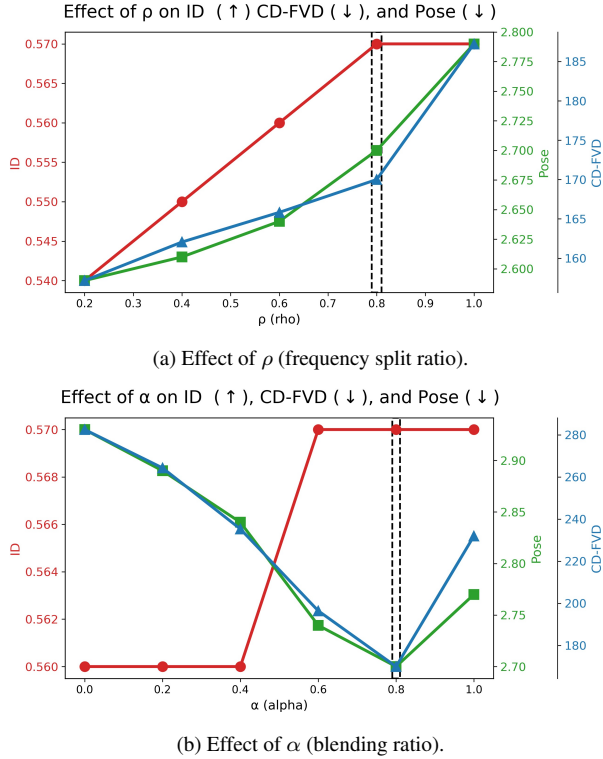 Effect of ρ on ID (↑) CD-FVD (↓), and Pose (↓)
0.570
0.565
0.560
0.555
0.550
0.545
0.540
ID
2.800
2.775
2.750
2.725
2.700
2.675
2.650
2.625
2.600
Pose
185
180
175
170
165
160
CD-FVD
0.2 0.3 0.4 0.5 0.6 0.7 0.8 0.9 1.0
ρ (rho)
(a) Effect of ρ (frequency split ratio).
Effect of α on ID (↑), CD-FVD (↓), and Pose (↓)
0.570
0.568
0.566
0.564
0.562
0.560
ID
2.90
2.85
2.80
2.75
2.70
Pose
280
260
240
220
200
180
CD-FVD
0.0 0.2 0.4 0.6 0.8 1.0
α (alpha)
(b) Effect of α (blending ratio).